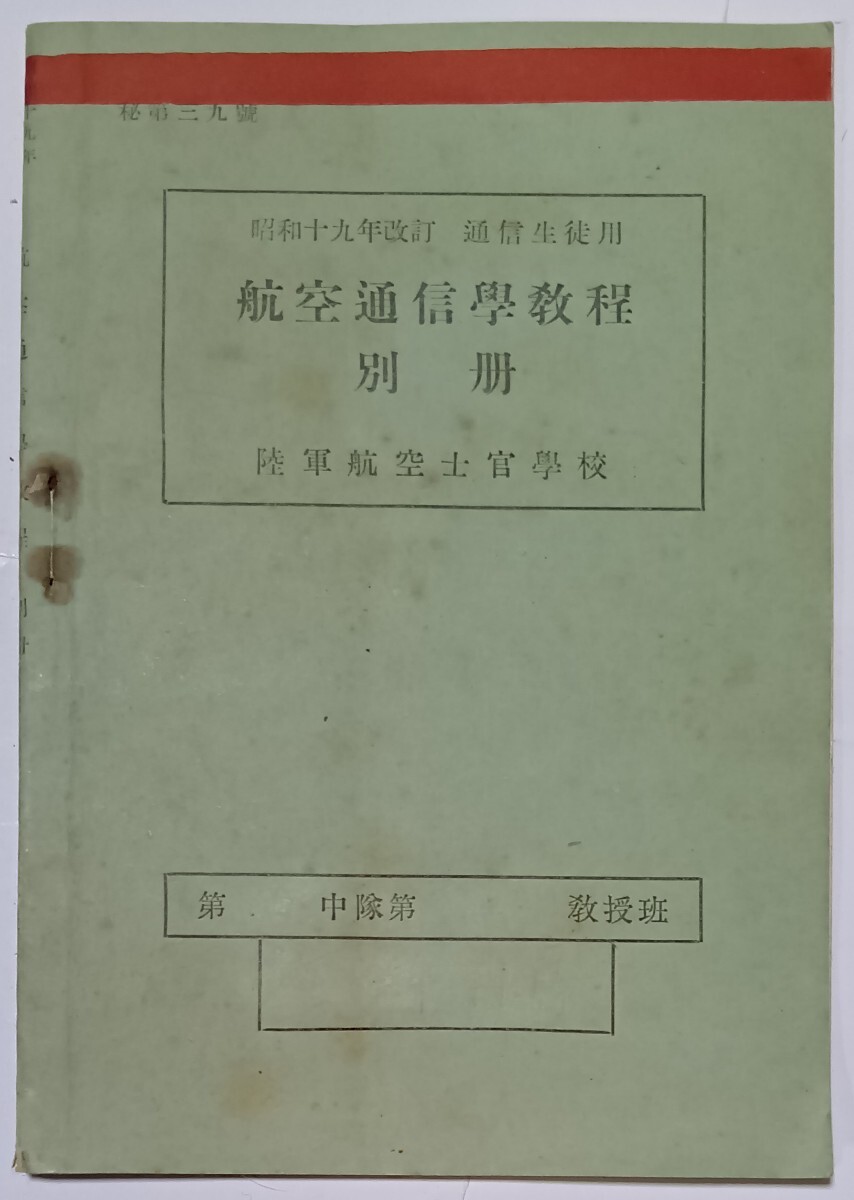 秘第三九號
昭和十九年改訂 通信生徒用
航空通信學教程
別册
陸軍航空士官學校
第 中隊第 教授班